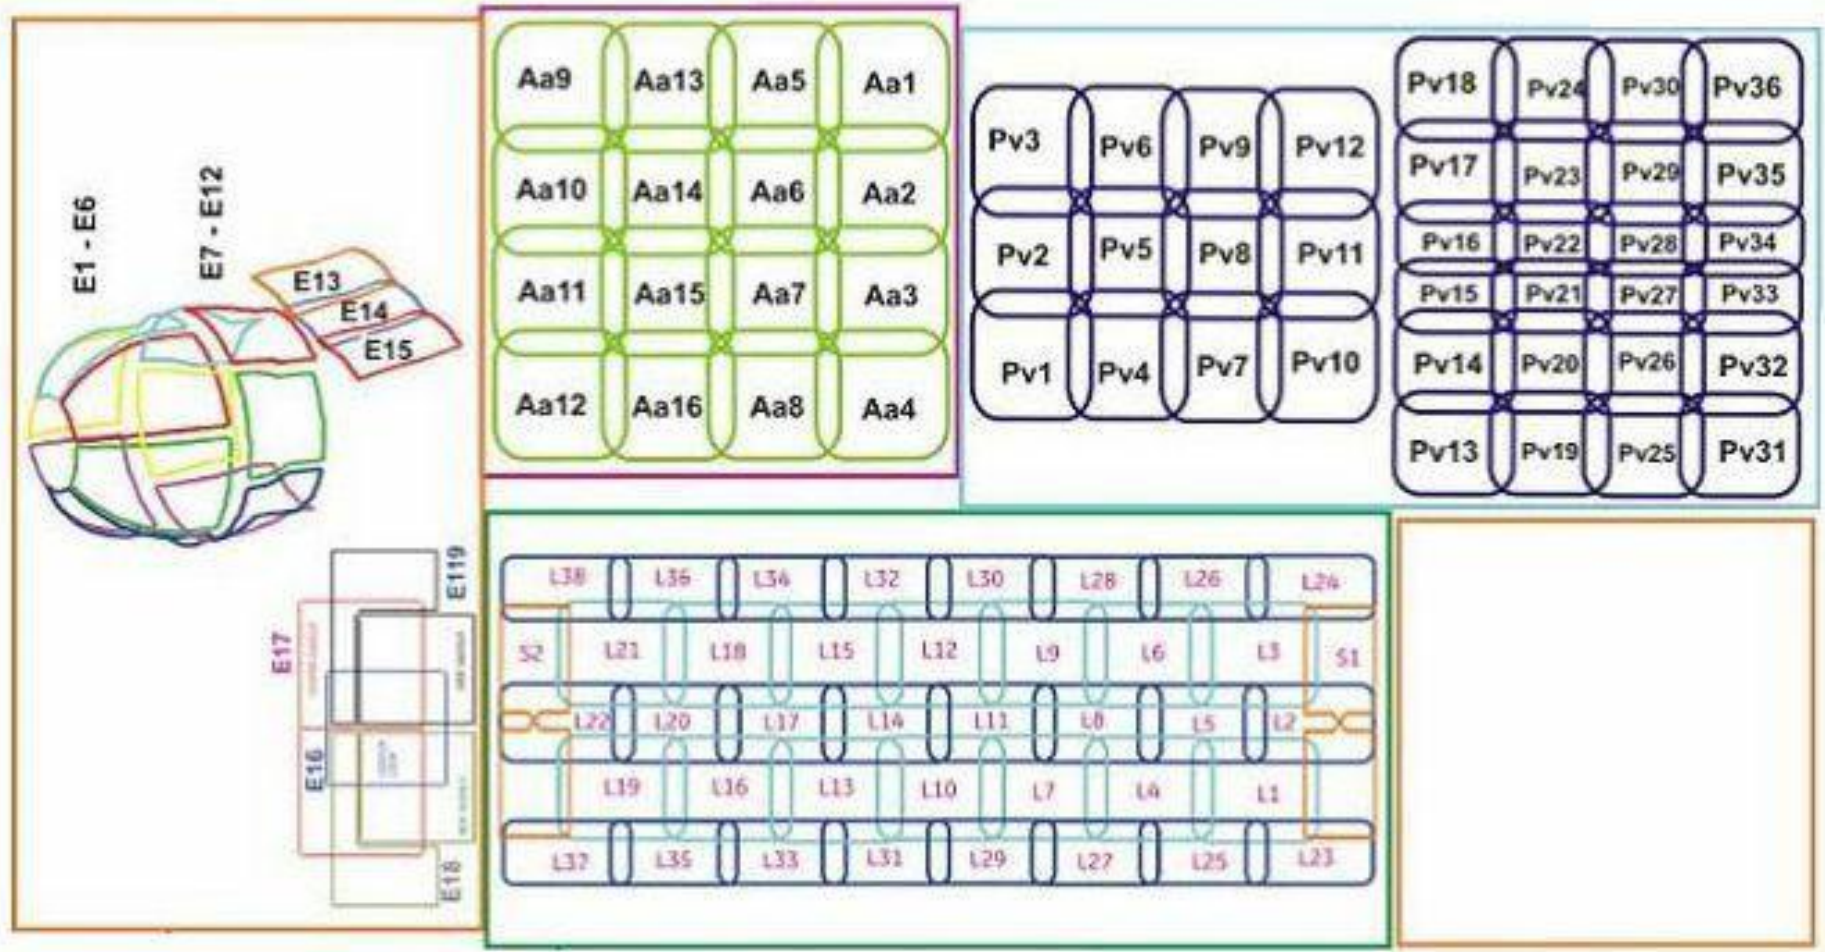 E1 - E6
E7 - E12
E13
E14
E15
E119
E17
E16
E18
Aa9 Aa13 Aa5 Aa1
Aa10 Aa14 Aa6 Aa2
Aa11 Aa15 Aa7 Aa3
Aa12 Aa16 Aa8 Aa4
Pv3 Pv6 Pv9 Pv12
Pv2 Pv5 Pv8 Pv11
Pv1 Pv4 Pv7 Pv10
Pv18 Pv24 Pv30 Pv36
Pv17 Pv23 Pv29 Pv35
Pv16 Pv22 Pv28 Pv34
Pv15 Pv21 Pv27 Pv33
Pv14 Pv20 Pv26 Pv32
Pv13 Pv19 Pv25 Pv31
L38 L36 L34 L32 L30 L28 L26 L24
S2 L21 L18 L15 L12 L9 L6 L3 S1
L22 L20 L17 L14 L11 L8 L5 L2
L19 L16 L13 L10 L7 L4 L1
L37 L35 L33 L31 L29 L27 L25 L23